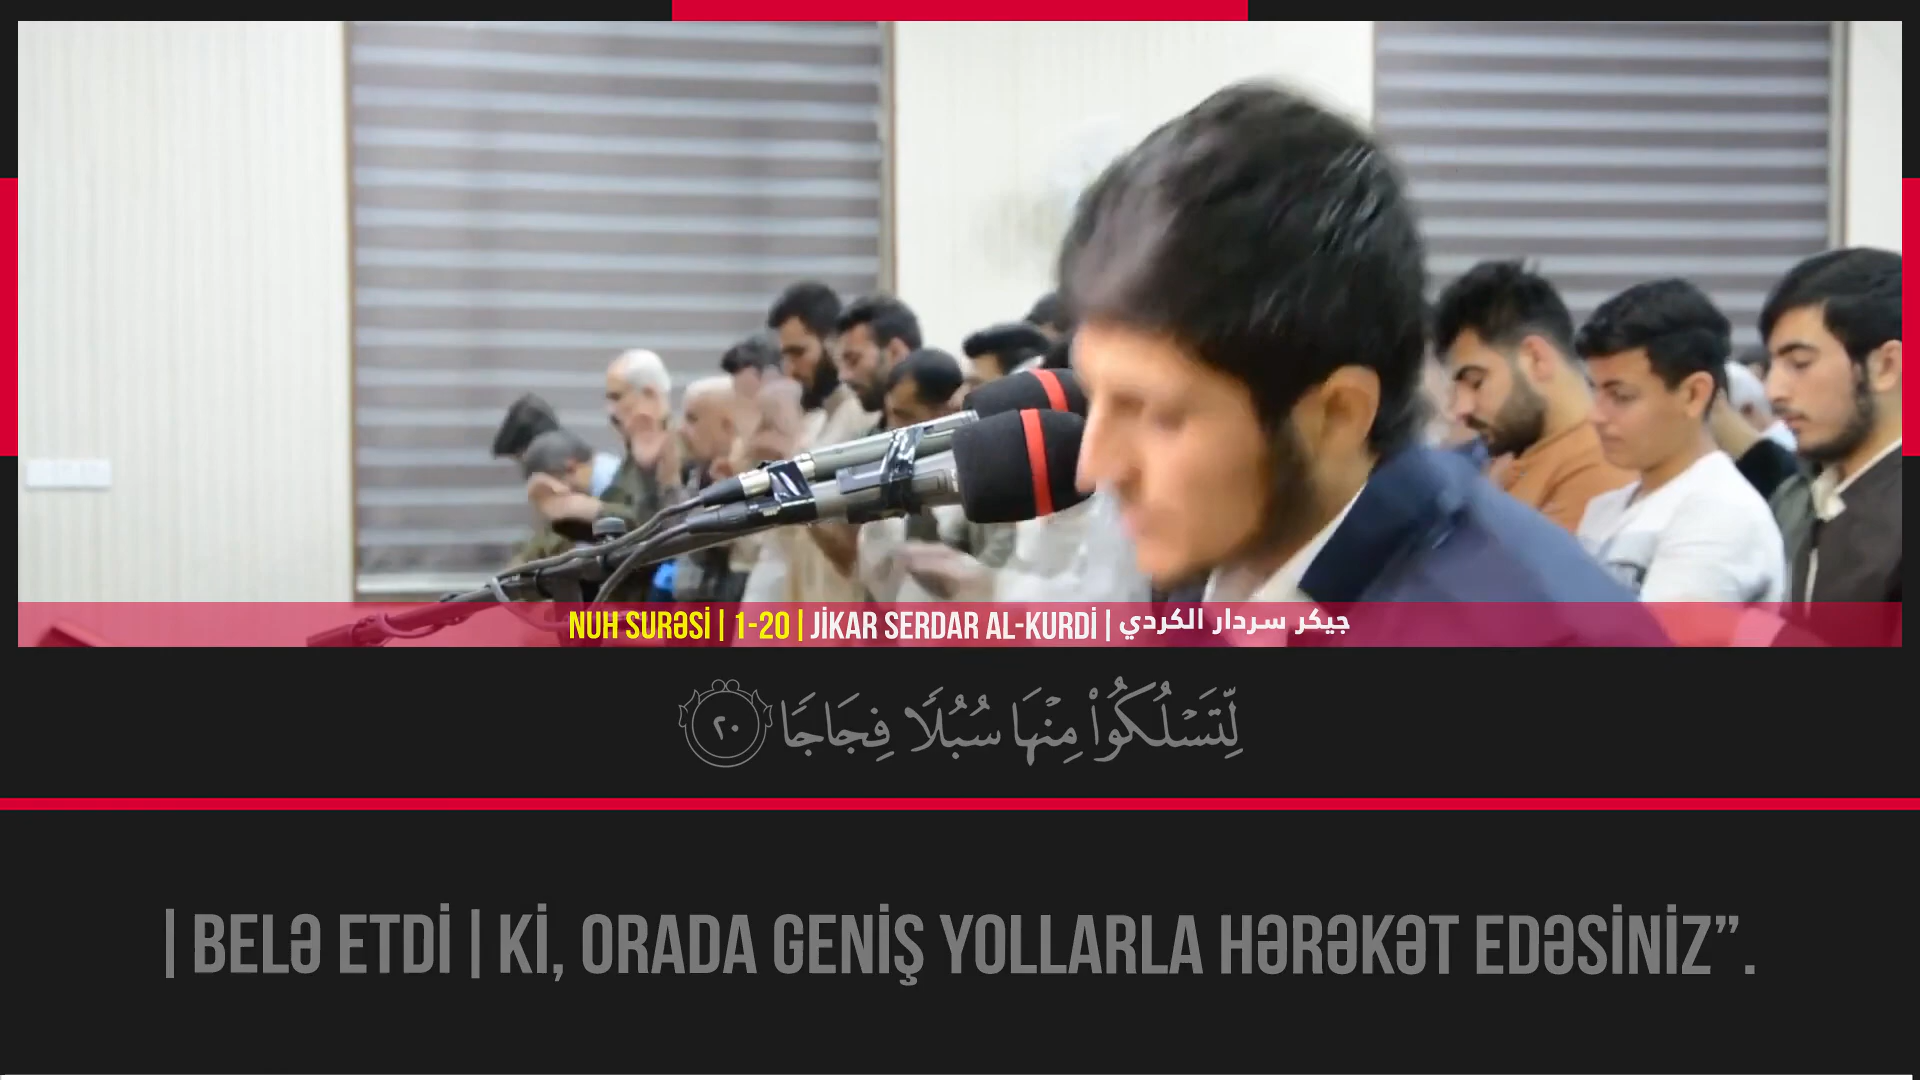 NUH SURƏSİ | 1-20 | JİKAR SERDAR AL-KURDİ | جيكر سردار الكردي
لِّتَسۡلُكُواْ مِنۡهَا سُبُلٗا فِجَاجٗا ٢٠
| BELƏ ETDİ | Kİ, ORADA GENİŞ YOLLARLA HƏRƏKƏT EDƏSİNİZ”.